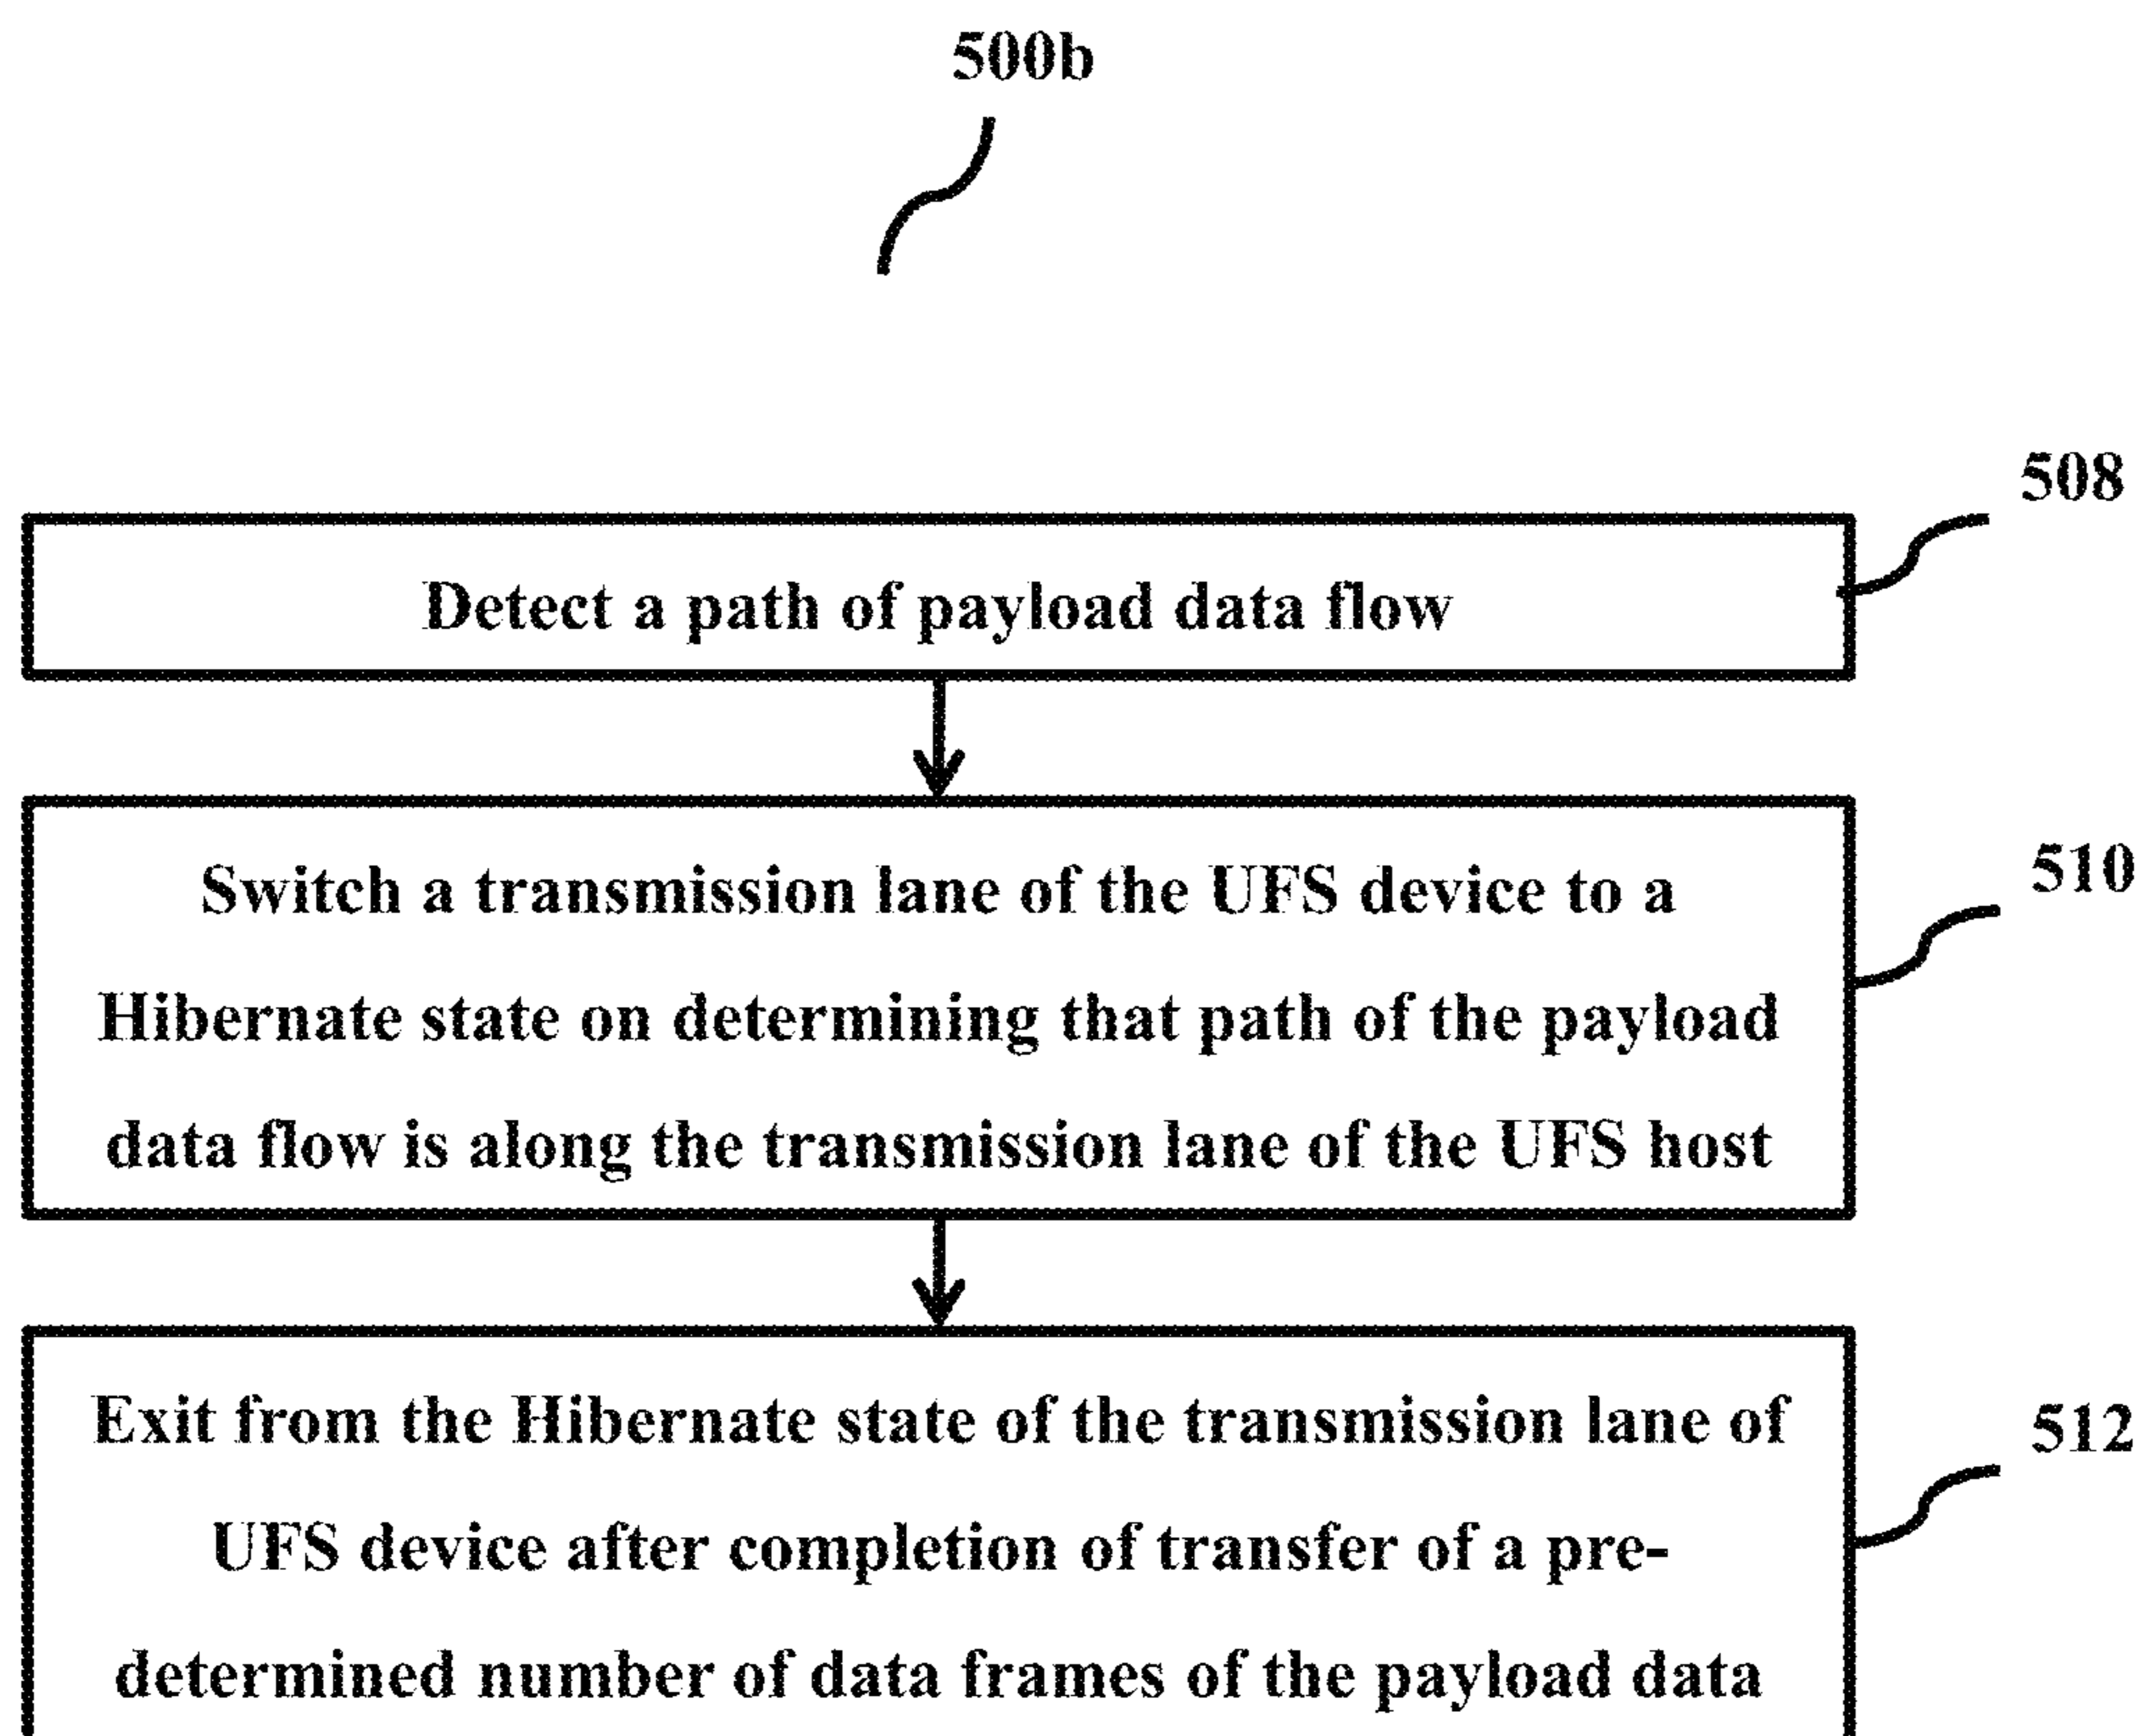 500b
508
Detect a path of payload data flow
510
Switch a transmission lane of the UFS device to a
Hibernate state on determining that path of the payload
data flow is along the transmission lane of the UFS host
512
Exit from the Hibernate state of the transmission lane of
UFS device after completion of transfer of a pre-
determined number of data frames of the payload data